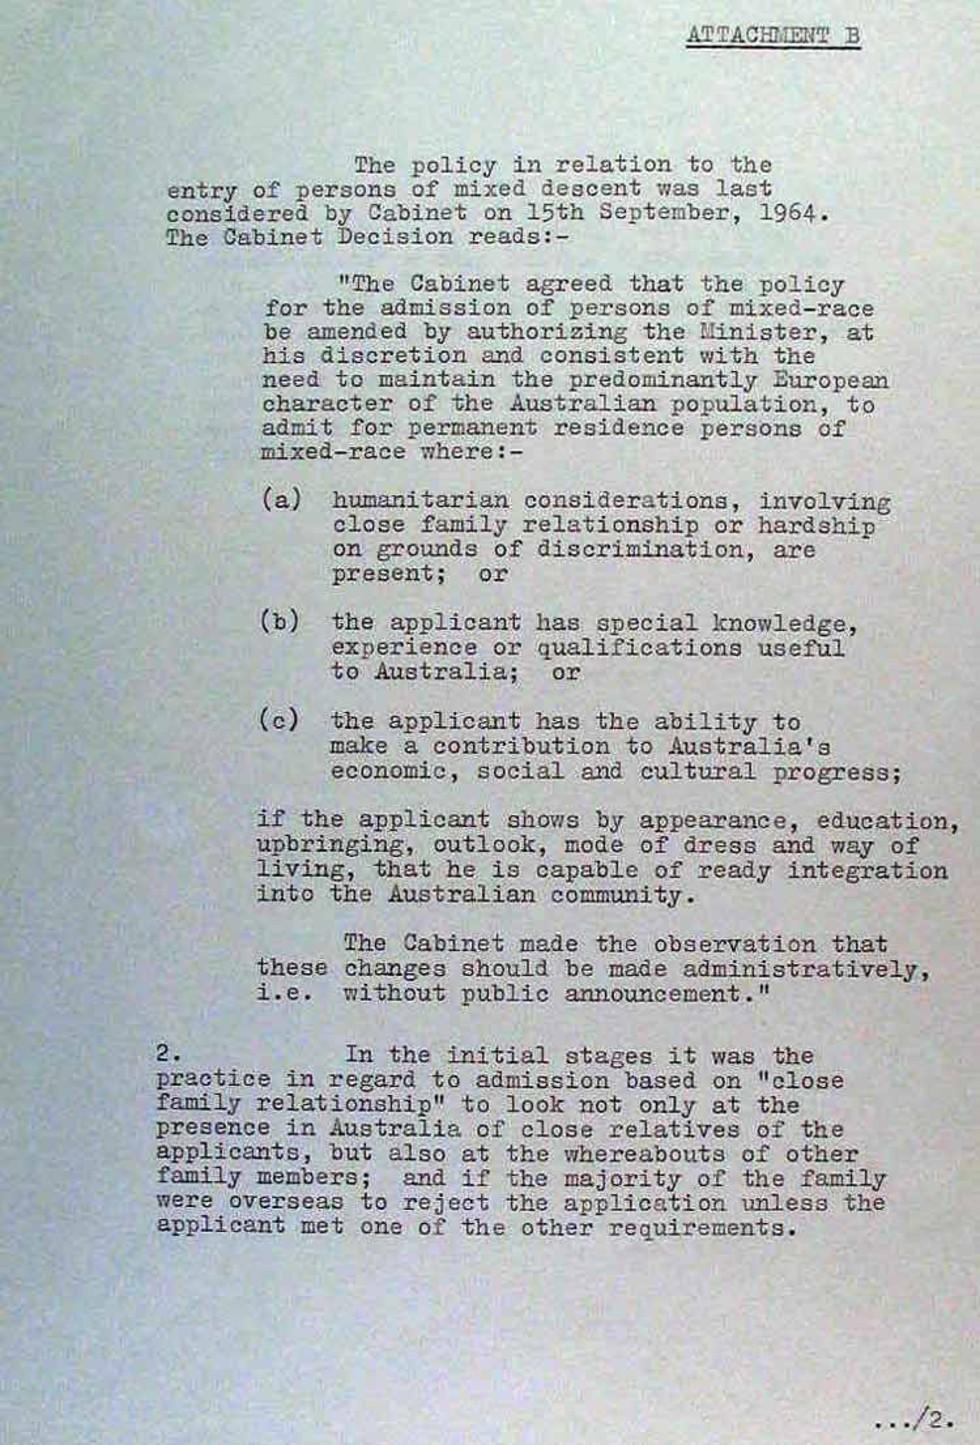 ATTACHMENT B
The policy in relation to the
entry of persons of mixed descent was last
considered by Cabinet on 15th September, 1964.
The Cabinet Decision reads:-
"The Cabinet agreed that the policy
for the admission of persons of mixed-race
be amended by authorizing the Minister, at
his discretion and consistent with the
need to maintain the predominantly European
character of the Australian population, to
admit for permanent residence persons of
mixed-race where:-
(a) humanitarian considerations, involving
close family relationship or hardship
on grounds of discrimination, are
present; or
(b) the applicant has special knowledge,
experience or qualifications useful
to Australia; or
(c) the applicant has the ability to
make a contribution to Australia's
economic, social and cultural progress;
if the applicant shows by appearance, education,
upbringing, outlook, mode of dress and way of
living, that he is capable of ready integration
into the Australian community.
The Cabinet made the observation that
these changes should be made administratively,
i.e. without public announcement."
2. In the initial stages it was the
practice in regard to admission based on "close
family relationship" to look not only at the
presence in Australia of close relatives of the
applicants, but also at the whereabouts of other
family members; and if the majority of the family
were overseas to reject the application unless the
applicant met one of the other requirements.
.../2.